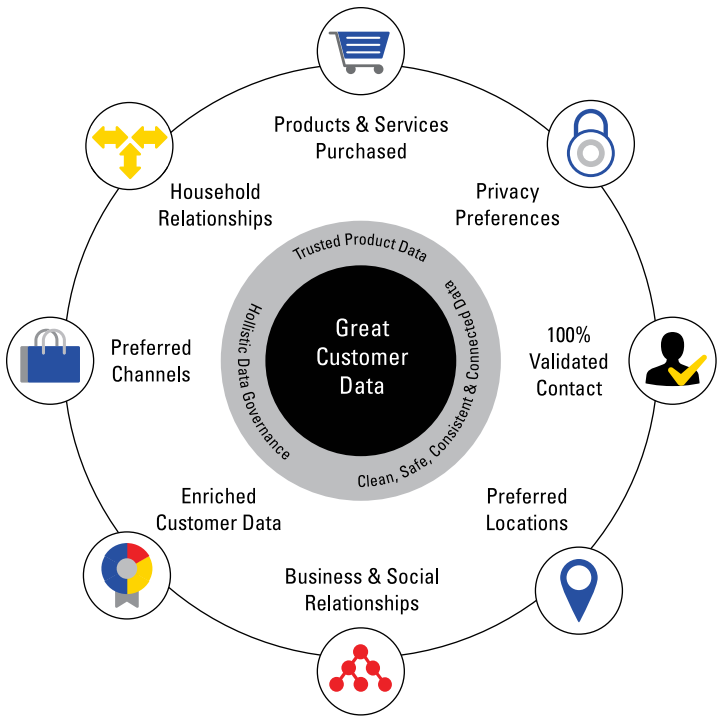 Products & Services
Purchased
Privacy
Preferences
100%
Validated
Contact
Preferred
Locations
Business & Social
Relationships
Enriched
Customer Data
Preferred
Channels
Household
Relationships
Trusted Product Data
Clean, Safe, Consistent & Connected Data
Hollistic Data Governance
Great
Customer
Data